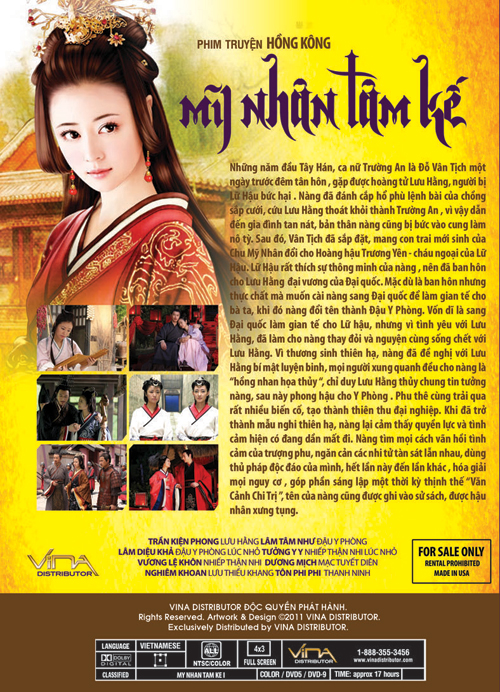 PHIM TRUYỆN HỒNG KÔNG
mỹ nhân tâm kế
Những năm đầu Tây Hán, ca nữ Trường An là Đỗ Vân Tịch một
ngày trước đêm tân hôn , gặp được hoàng tử Lưu Hằng, người bị
Lữ Hậu bức hại . Nàng đã đánh cắp hổ phù lệnh bài của chồng
sắp cưới, cứu Lưu Hằng thoát khỏi thành Trường An , vì vậy dẫn
đến gia đình tan nát, bản thân nàng cũng bị bức vào cung làm
nô tỳ. Sau đó, Vân Tịch đã sắp đặt, mang con trai mới sinh của
Chu Mỹ Nhân đổi cho Hoàng hậu Trương Yên - cháu ngoại của Lữ
Hậu. Lữ Hậu rất thích sự thông minh của nàng , nên đã ban hôn
cho Lưu Hằng đại vương của Đại quốc. Mặc dù là ban hôn nhưng
thực chất mà muốn cài nàng sang Đại quốc để làm gian tế cho
bà ta, khi đó nàng đổi tên thành Đậu Y Phòng. Vốn dĩ là sang
Đại quốc làm gian tế cho Lữ hậu, nhưng vì tình yêu với Lưu
Hằng, đã làm cho nàng thay đổi và nguyện cùng sống chết với
Lưu Hằng. Vì thương sinh thiên hạ, nàng đã đề nghị với Lưu
Hằng bí mật luyện binh, mọi người xung quanh đều cho nàng là
"hồng nhan họa thủy", chỉ duy Lưu Hằng thủy chung tin tưởng
nàng, sau này phong hậu cho Y Phòng . Phu thê cùng trải qua
rất nhiều biến cố, tạo thành thiên thu đại nghiệp. Khi đã trở
thành mẫu nghi thiên hạ, nàng lại cảm thấy quyền lực và tình
cảm hiện có đang dần mất đi. Nàng tìm mọi cách vãn hồi tình
cảm của trượng phu, ngăn cản các nhi tử tàn sát lẫn nhau, dùng
thủ pháp độc đáo của mình, hết lần này đến lần khác , hóa giải
mọi nguy cơ , góp phần sáng lập một thời kỳ thịnh thế "Văn
Cảnh Chi Trị ", tên của nàng cũng được ghi vào sử sách, được hậu
nhân xưng tụng.
TRẦN KIỆN PHONG LƯU HẰNG LÂM TÂM NHƯ ĐẬU Y PHÒNG
LÂM DIỆU KHẢ ĐẬU Y PHÒNG LÚC NHỎ TƯỞNG Y Y NHIẾP THẬN NHI LÚC NHỎ
VƯƠNG LỆ KHÔN NHIẾP THẬN NHI DƯƠNG MỊCH MẠC TUYẾT DIÊN
NGHIÊM KHOAN LƯU THIẾU KHANG TÔN PHI PHI THANH NINH
VINA
DISTRIBUTOR
FOR SALE ONLY
RENTAL PROHIBITED
MADE IN USA
VINA DISTRIBUTOR ĐỘC QUYỀN PHÁT HÀNH.
Rights Reserved. Artwork & Design ©2011 VINA DISTRIBUTOR.
Exclusively Distributed by VINA DISTRIBUTOR.
LANGUAGE VIETNAMESE
DOLBY DIGITAL
ALL
NTSC/COLOR
4x3
FULL SCREEN
VINA
DISTRIBUTOR
1-888-355-3456
www.vinadistributor.com
CLASSIFIED MY NHAN TAM KE I COLOR / DVD5 / DVD-9 TIME: approx 17 hours